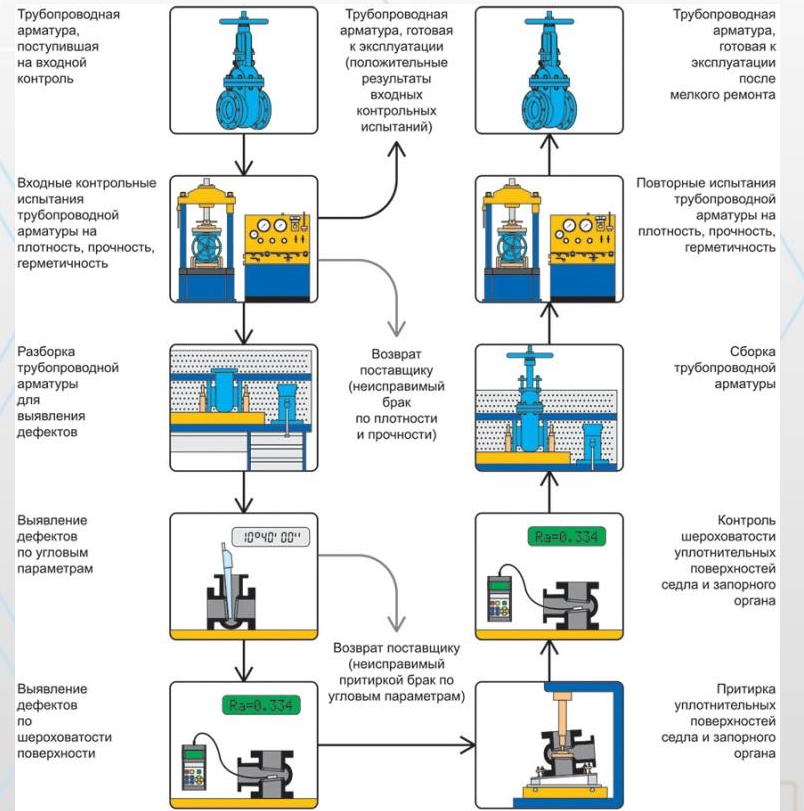 Трубопроводная
арматура,
поступившая
на входной
контроль
Трубопроводная
арматура, готовая
к эксплуатации
(положительные
результаты
входных
контрольных
испытаний)
Трубопроводная
арматура,
готовая к
эксплуатации
после
мелкого ремонта
Входные контрольные
испытания
трубопроводной
арматуры на
плотность, прочность,
герметичность
Повторные испытания
трубопроводной
арматуры на
плотность, прочность,
герметичность
Разборка
трубопроводной
арматуры
для
выявления
дефектов
Возврат
поставщику
(неисправимый
брак
по плотности
и прочности)
Сборка
трубопроводной
арматуры
Выявление
дефектов
по угловым
параметрам
10°40' 00''
Ra=0.334
Контроль
шероховатости
уплотнительных
поверхностей
седла и запорного
органа
Возврат поставщику
(неисправимый
притиркой брак по
угловым параметрам)
Выявление
дефектов
по
шероховатости
поверхности
Ra=0.334
Притирка
уплотнительных
поверхностей
седла и запорного
органа